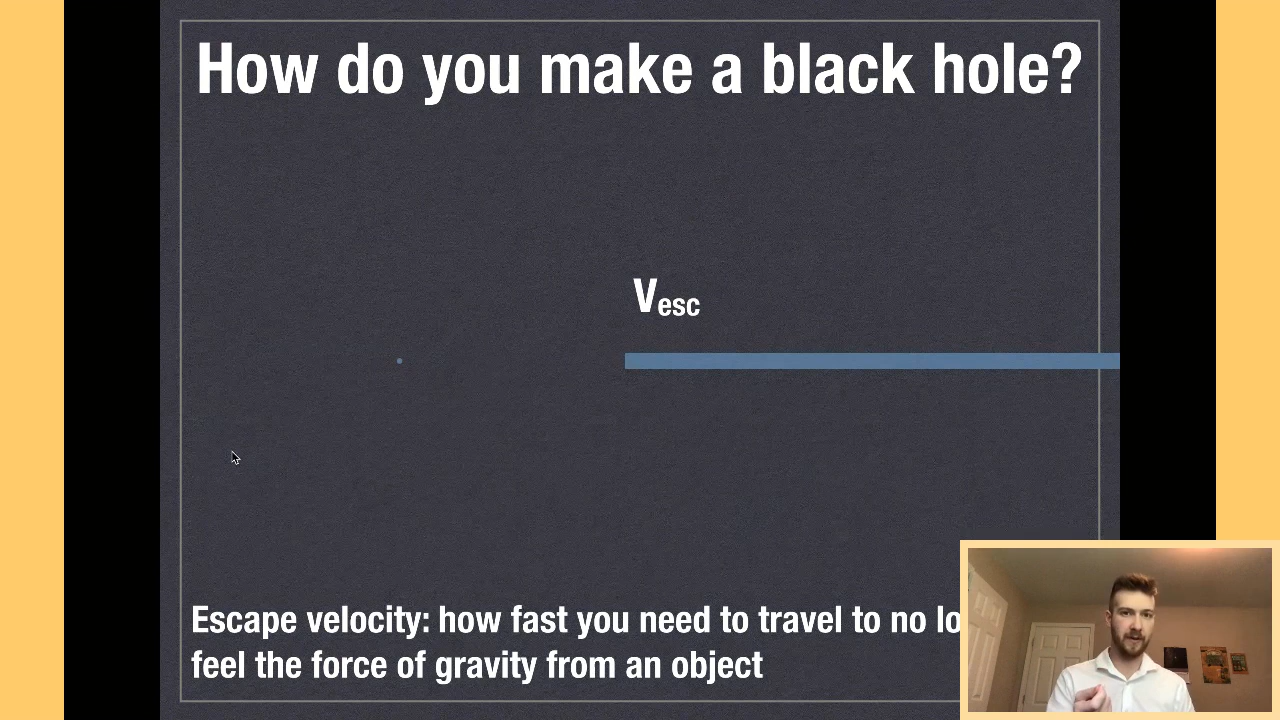 How do you make a black hole?
Vesc
Escape velocity: how fast you need to travel to no lo
feel the force of gravity from an object